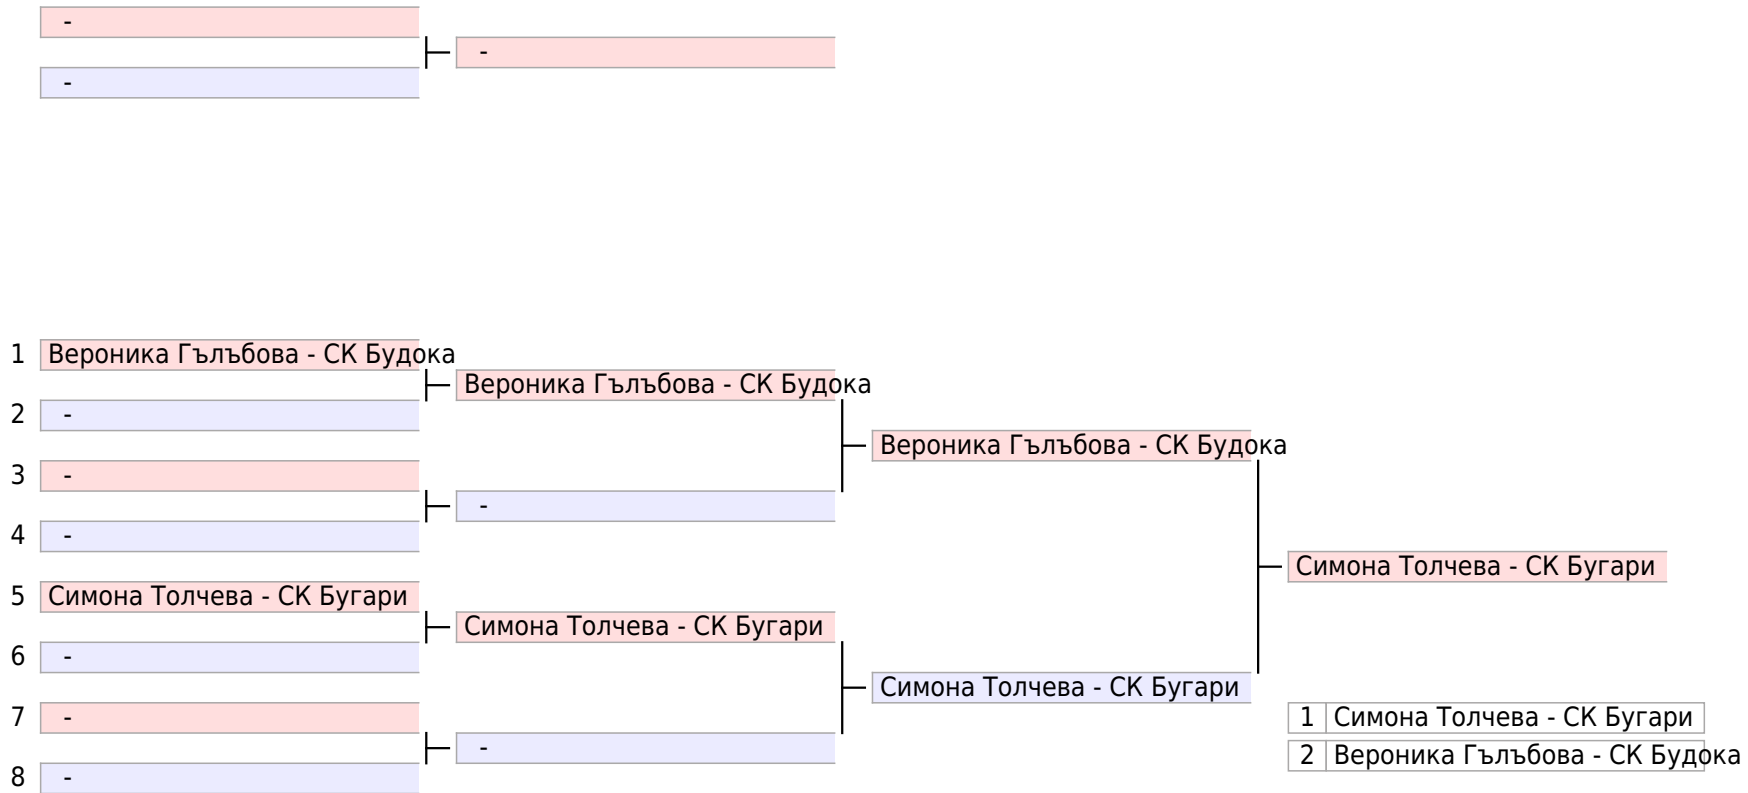 -
-
-
1 Вероника Гълъбова - СК Будока
Вероника Гълъбова - СК Будока
2 -
Вероника Гълъбова - СК Будока
3 -
-
4 -
Симона Толчева - СК Бугари
5 Симона Толчева - СК Бугари
Симона Толчева - СК Бугари
6 -
Симона Толчева - СК Бугари
7 -
1 Симона Толчева - СК Бугари
-
2 Вероника Гълъбова - СК Будока
8 -